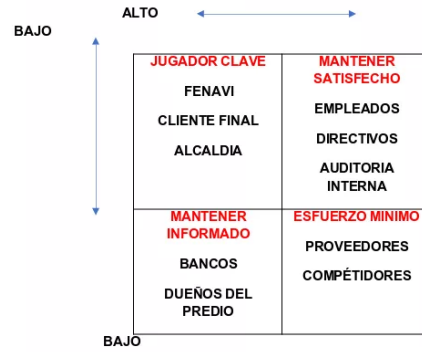 ALTO
BAJO
JUGADOR CLAVE
FENAVI
CLIENTE FINAL
ALCALDIA
MANTENER
SATISFECHO
EMPLEADOS
DIRECTIVOS
AUDITORIA
INTERNA
MANTENER
INFORMADO
BANCOS
DUEÑOS DEL
PREDIO
ESFUERZO MINIMO
PROVEEDORES
COMPÉTIDORES
BAJO